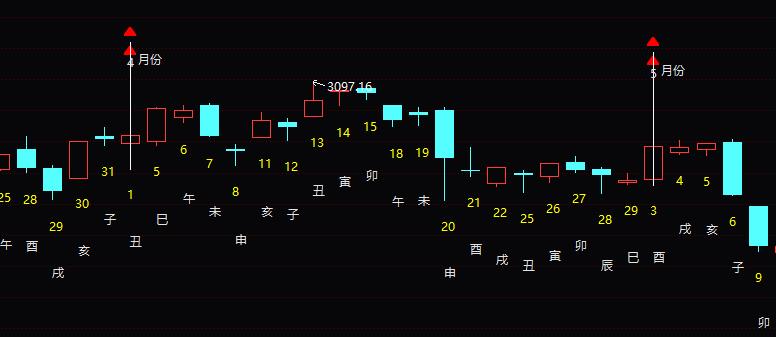 4 月份
5 月份
3097.16
25 28 29 30 31 1 5 6 7 8 11 12 13 14 15 18 19 20 21 22 25 26 27 28 29 3 4 5 6 9
午 酉 戌 亥 子 丑 巳 午 未 申 亥 子 丑 寅 卯 午 未 申 酉 戌 丑 寅 卯 辰 巳 酉 戌 亥 子 卯